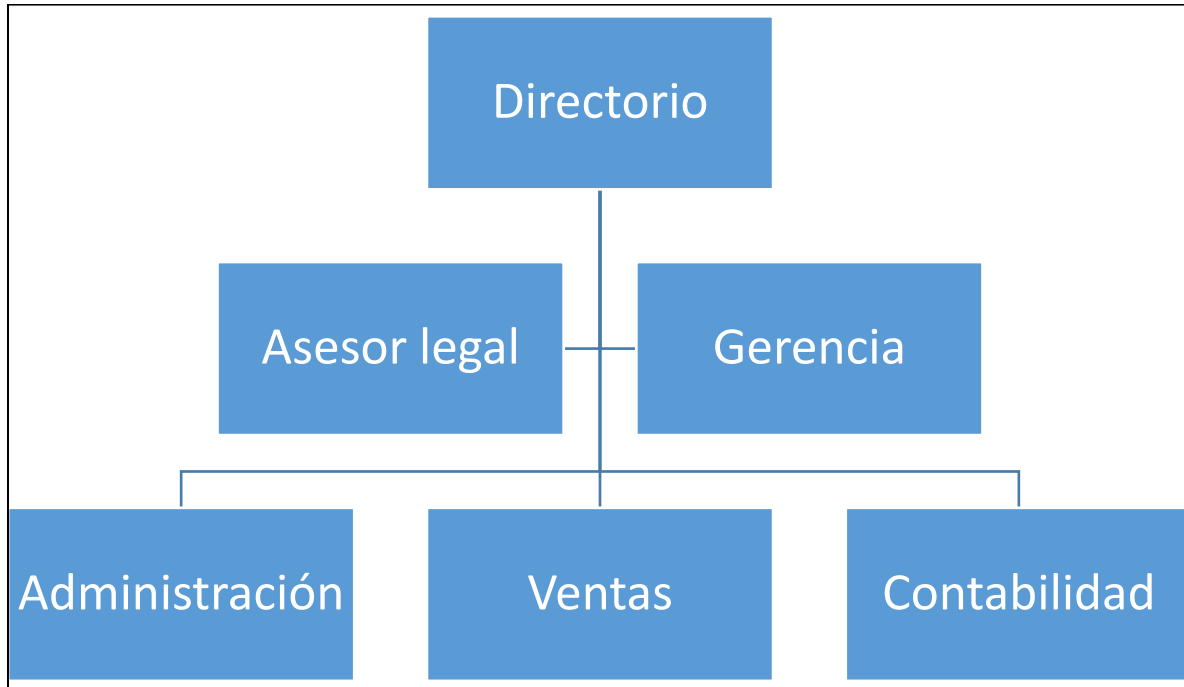 Directorio
Asesor legal
Gerencia
Administración
Ventas
Contabilidad